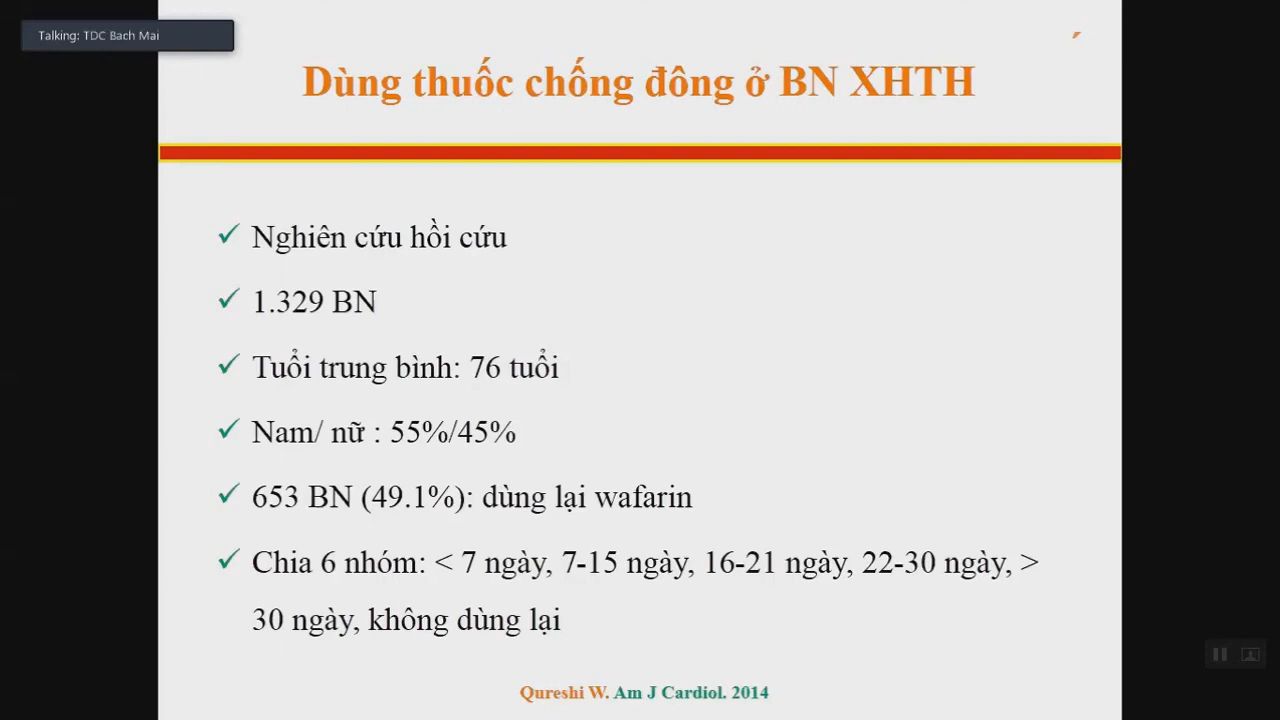 Talking: TDC Bach Mai
Dùng thuốc chống đông ở BN XHTH
✓ Nghiên cứu hồi cứu
✓ 1.329 BN
✓ Tuổi trung bình: 76 tuổi
✓ Nam/ nữ : 55%/45%
✓ 653 BN (49.1%): dùng lại wafarin
✓ Chia 6 nhóm: < 7 ngày, 7-15 ngày, 16-21 ngày, 22-30 ngày, >
30 ngày, không dùng lại
Qureshi W. Am J Cardiol. 2014